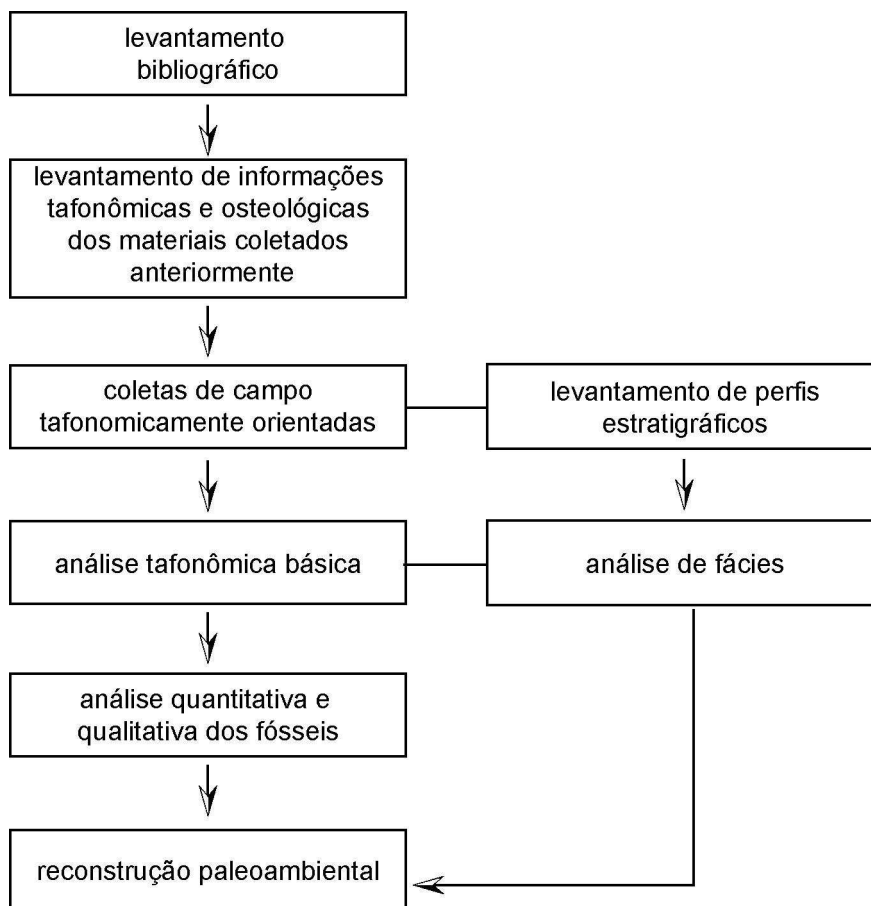 levantamento
bibliográfico
levantamento de informações
tafonômicas e osteológicas
dos materiais coletados
anteriormente
coletas de campo
tafonomicamente orientadas
levantamento de perfis
estratigráficos
análise tafonômica básica
análise de fácies
análise quantitativa e
qualitativa dos fósseis
reconstrução paleoambiental